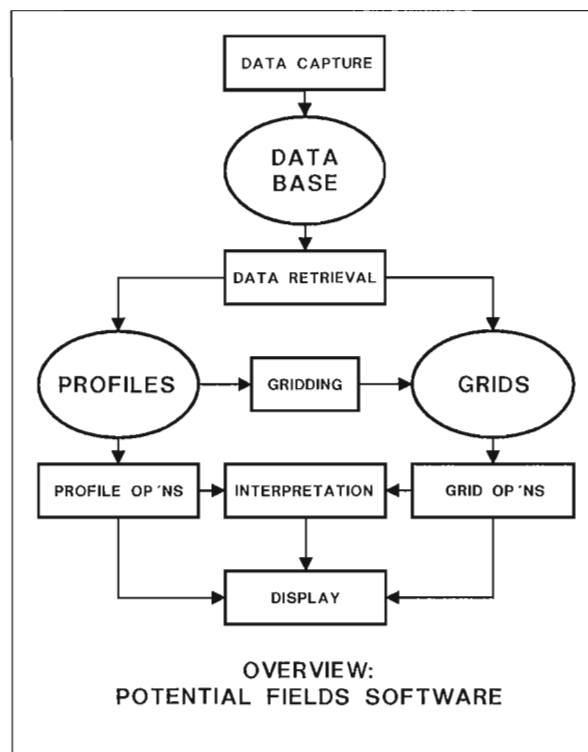 DATA CAPTURE
DATA
BASE
DATA RETRIEVAL
PROFILES
GRIDDING
GRIDS
PROFILE OP'NS
INTERPRETATION
GRID OP'NS
DISPLAY
OVERVIEW:
POTENTIAL FIELDS SOFTWARE